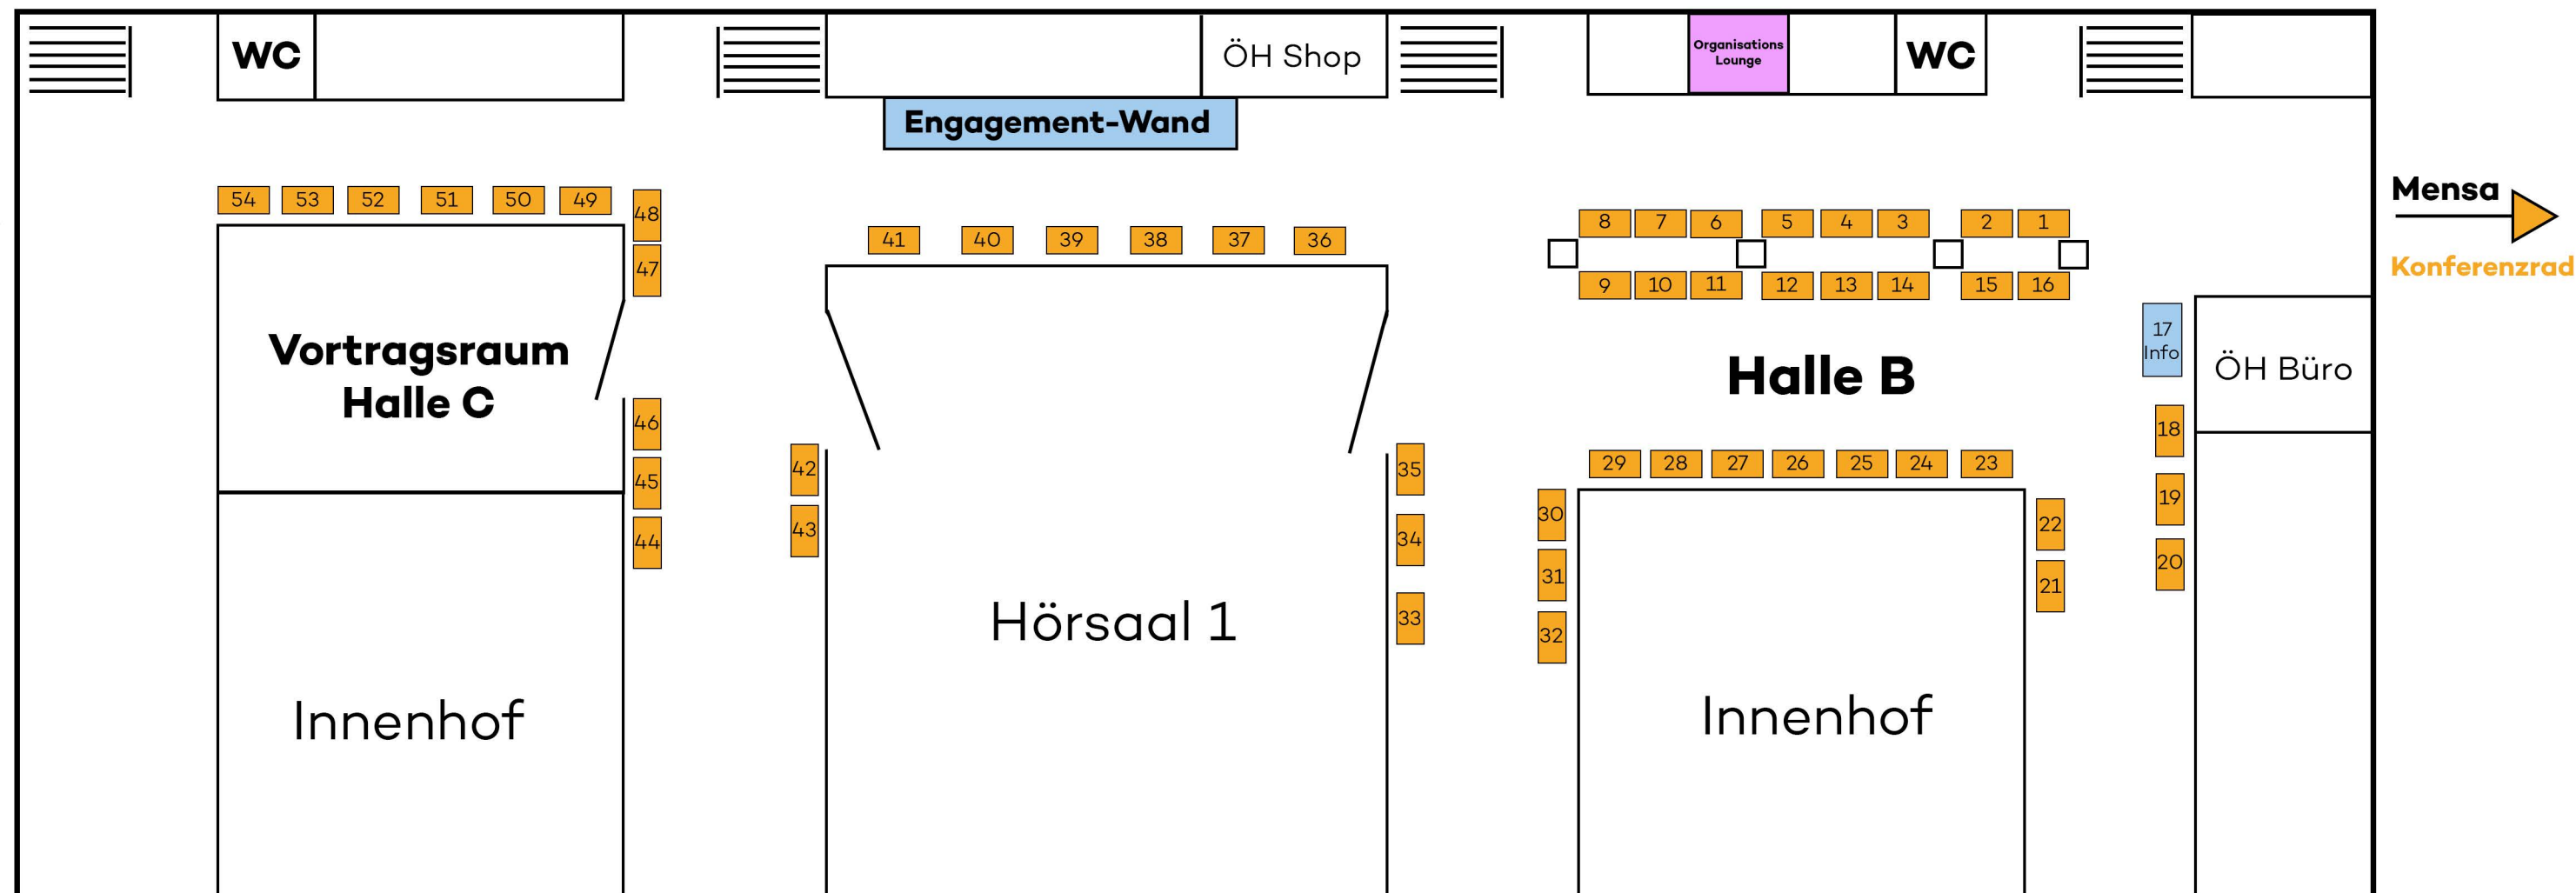 WC
ÖH Shop
Organisations
Lounge
WC
Engagement-Wand
Mensa
Konferenzrad
54 53 52 51 50 49
48
47
41 40 39 38 37 36
8 7 6 5 4 3 2 1
9 10 11 12 13 14 15 16
17
Info
ÖH Büro
Vortragsraum
Halle C
Halle B
46
45
44
42
43
35
34
33
18
19
20
29 28 27 26 25 24 23
30
31
32
22
21
Hörsaal 1
Innenhof
Innenhof